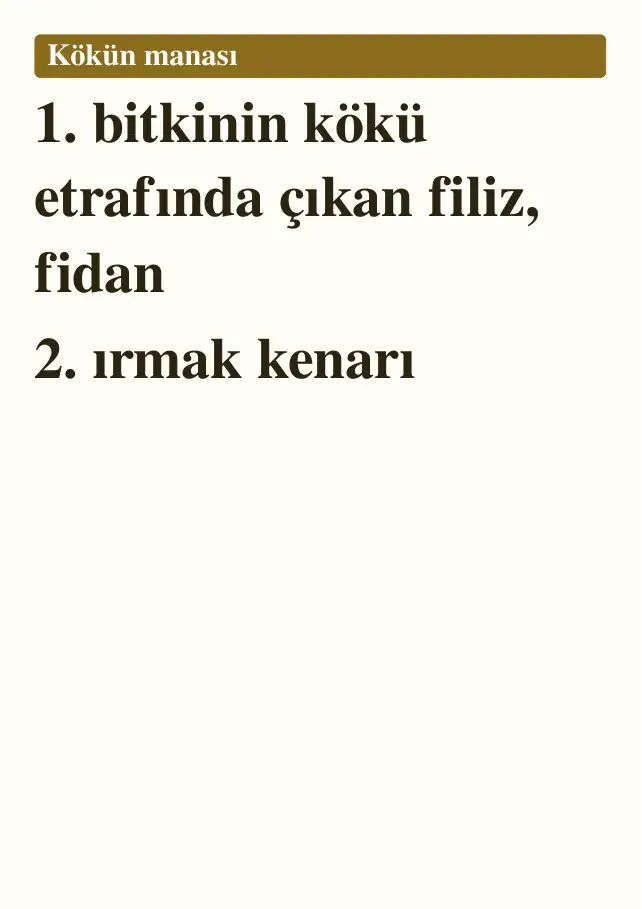 Kökün manası
1. bitkinin kökü
etrafında çıkan filiz,
fidan
2. ırmak kenarı